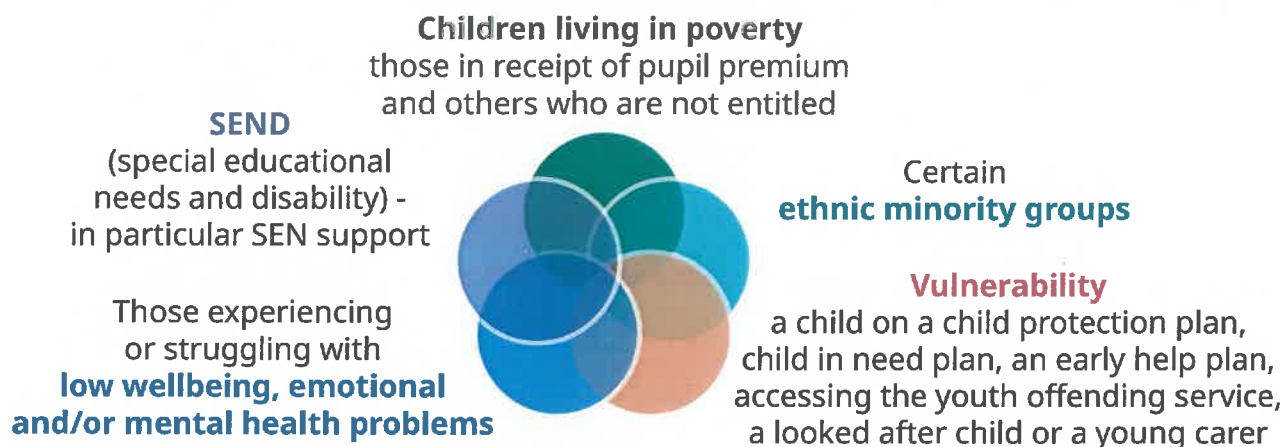 Children living in poverty
those in receipt of pupil premium
and others who are not entitled
SEND
(special educational
needs and disability) -
in particular SEN support
Certain
ethnic minority groups
Those experiencing
or struggling with
low wellbeing, emotional
and/or mental health problems
Vulnerability
a child on a child protection plan,
child in need plan, an early help plan,
accessing the youth offending service,
a looked after child or a young carer